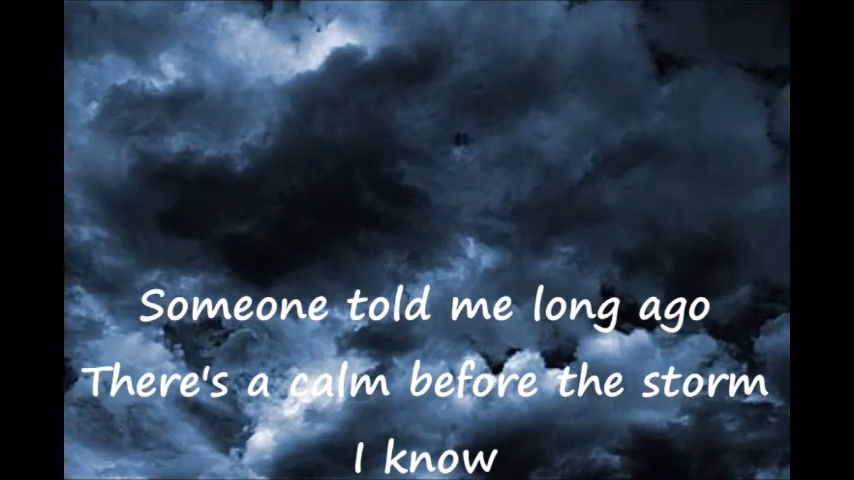 Someone told me long ago
There's a calm before the storm
I know